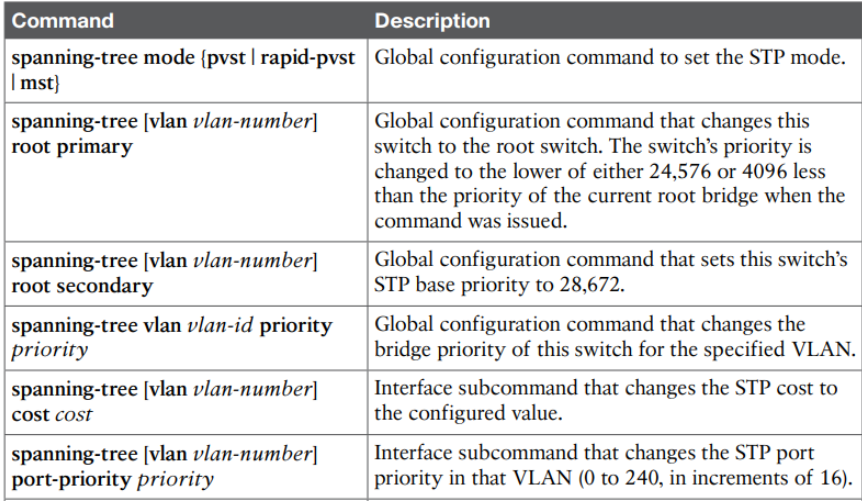 Command Description
spanning-tree mode {pvst | rapid-pvst
| mst}
Global configuration command to set the STP mode.
spanning-tree [vlan vlan-number]
root primary
Global configuration command that changes this
switch to the root switch. The switch’s priority is
changed to the lower of either 24,576 or 4096 less
than the priority of the current root bridge when the
command was issued.
spanning-tree [vlan vlan-number]
root secondary
Global configuration command that sets this switch’s
STP base priority to 28,672.
spanning-tree vlan vlan-id priority
priority
Global configuration command that changes the
bridge priority of this switch for the specified VLAN.
spanning-tree [vlan vlan-number]
cost cost
Interface subcommand that changes the STP cost to
the configured value.
spanning-tree [vlan vlan-number]
port-priority priority
Interface subcommand that changes the STP port
priority in that VLAN (0 to 240, in increments of 16).